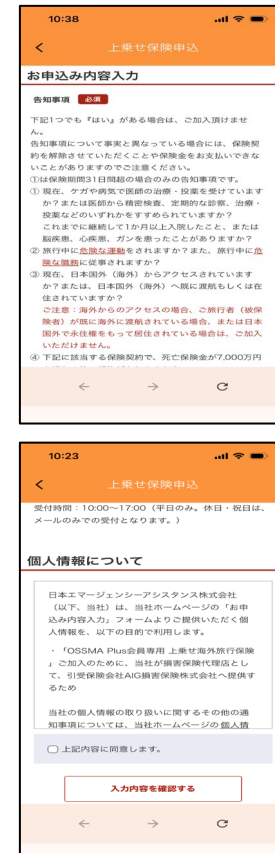 10:38
上乗せ保険申込
お申込み内容入力
告知事項 必須
下記1つでも『はい』がある場合は、ご加入頂けませ
ん。
告知事項について事実と異なっている場合には、保険契
約を解除させていただくことや保険金をお支払いできな
いことがありますのでご注意ください。
①は保険期間31日間超の場合のみの告知事項です。
① 現在、ケガや病気で医師の治療・投薬を受けています
か?または医師から精密検査、定期的な診察、治療・
投薬などのいずれかをすすめられていますか?
これまでに継続して1か月以上入院したこと、または
脳疾患、心疾患、ガンを患ったことがありますか?
② 旅行中に危険な運動をされますか?また、旅行中に危
険な職務に従事されますか?
③ 現在、日本国外(海外)からアクセスされています
か?または、日本国外(海外)へ既に渡航もしくは在
住されていますか?
ご注意:海外からのアクセスの場合、ご旅行者(被保
険者)が既に海外に渡航されている場合、または日本
国外で永住権をもって居住されている場合は、ご加入
いただけません。
④ 下記に該当する保険契約で、死亡保険金が7,000万円
10:23
上乗せ保険申込
受付時間:10:00~17:00(平日のみ。休日・祝日は、
メールのみでの受付となります。)
個人情報について
日本エマージェンシーアシスタンス株式会社
(以下、当社)は、当社ホームページの「お申
込み内容入力」フォームよりご提供いただく個
人情報を、以下の目的で利用します。
・「OSSMA Plus会員専用 上乗せ海外旅行保険
」ご加入のために、当社が損害保険代理店とし
て、引受保険会社AIG損害保険株式会社へ提供す
るため
当社の個人情報の取り扱いに関するその他の通
知事項については、当社ホームページの 個人情
上記内容に同意します。
入力内容を確認する